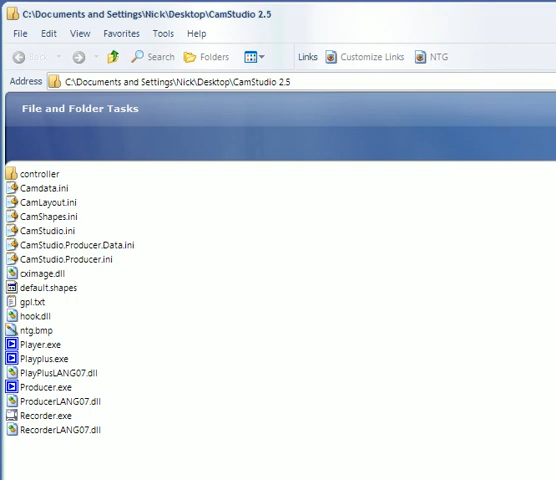 C:\Documents and Settings\Nick\Desktop\CamStudio 2.5
File Edit View Favorites Tools Help
Back Search Folders Links Customize Links NTG
Address C:\Documents and Settings\Nick\Desktop\CamStudio 2.5
File and Folder Tasks
controller
Camdata.ini
CamLayout.ini
CamShapes.ini
CamStudio.ini
CamStudio.Producer.Data.ini
CamStudio.Producer.ini
cximage.dll
default.shapes
gpl.txt
hook.dll
ntg.bmp
Player.exe
Playplus.exe
PlayPlusLANG07.dll
Producer.exe
ProducerLANG07.dll
Recorder.exe
RecorderLANG07.dll